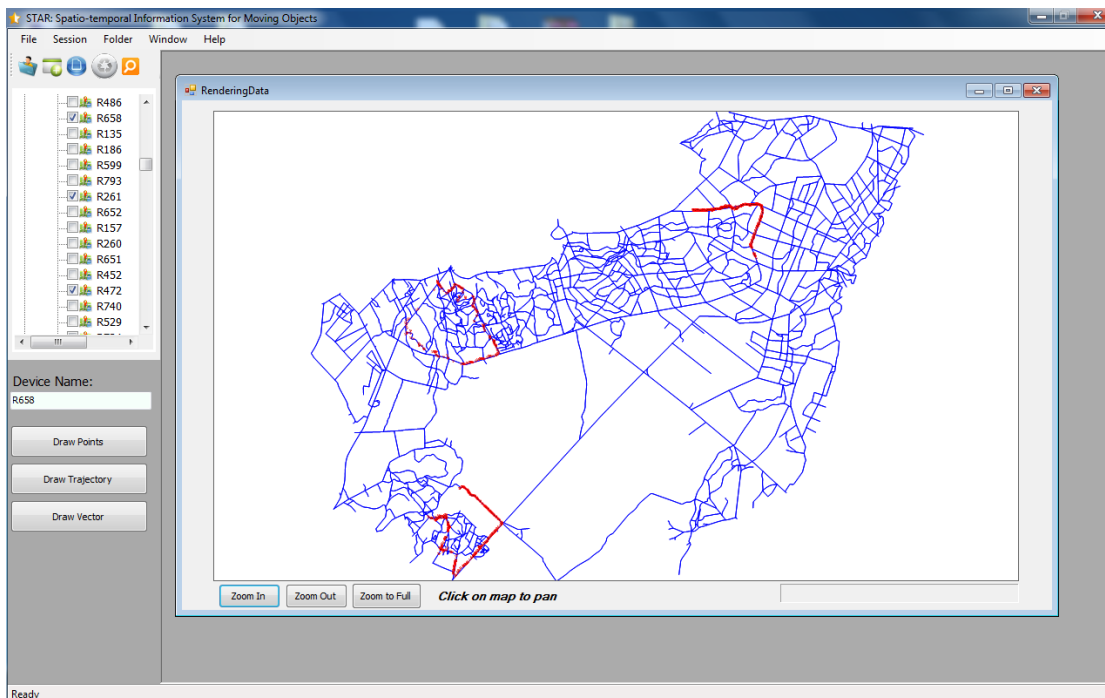 STAR: Spatio-temporal Information System for Moving Objects
File Session Folder Window Help
RenderingData
R486
R658
R135
R186
R599
R793
R261
R652
R157
R260
R651
R452
R472
R740
R529
Device Name:
R658
Draw Points
Draw Trajectory
Draw Vector
Zoom In Zoom Out Zoom to Full Click on map to pan
Ready